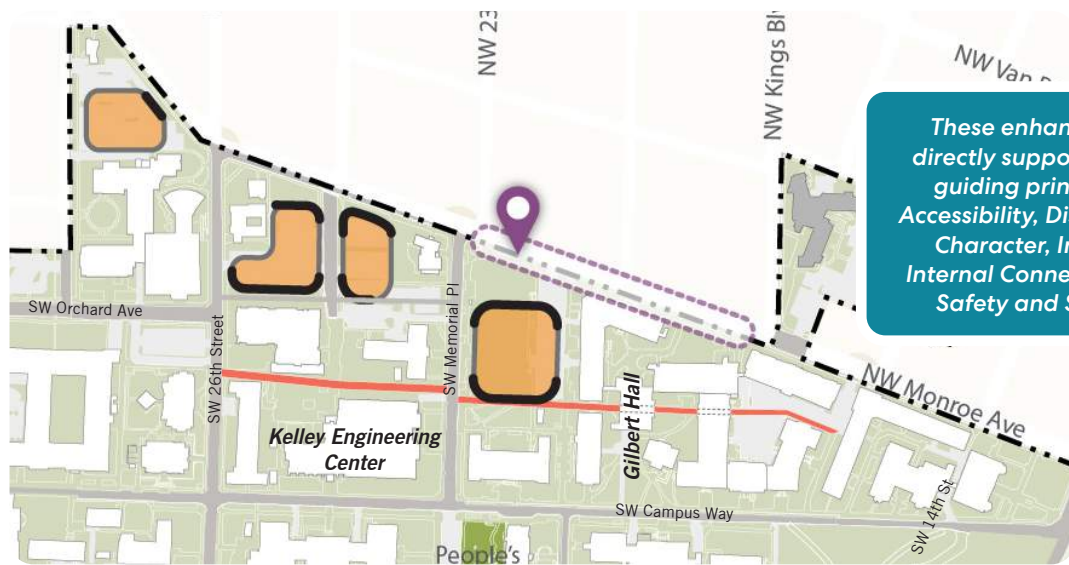 NW 23
NW Kings Blv
NW Van
These enhan
directly suppo
guiding prin
Accessibility, Di
Character, In
Internal Conne
Safety and S
SW Orchard Ave
SW 26th Street
SW Memorial Pl
NW Monroe Ave
Kelley Engineering
Center
Gilbert Hall
SW Campus Way
SW 14th St
People's